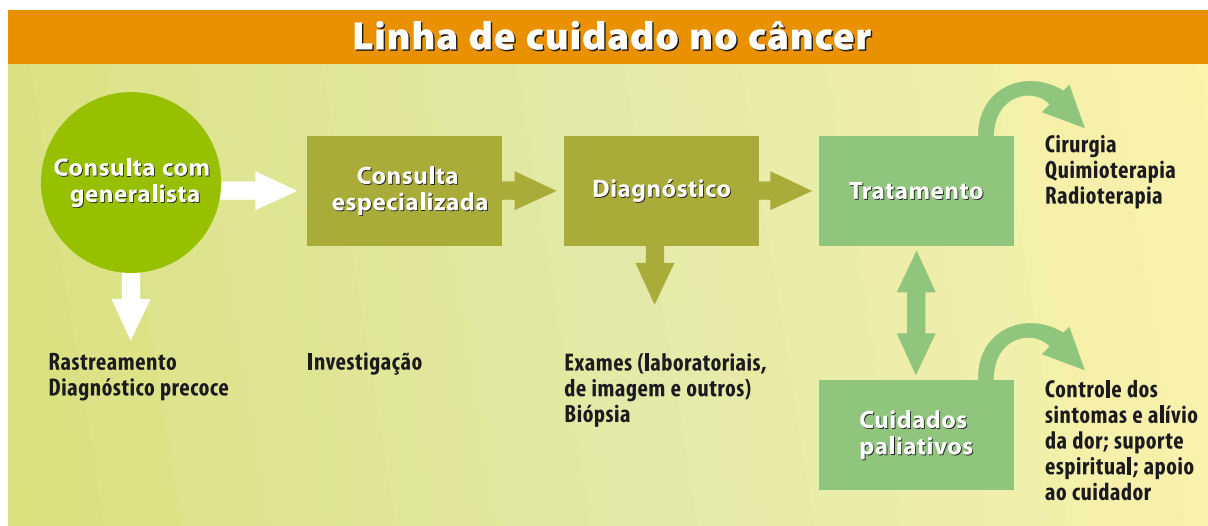 Linha de cuidado no câncer
Consulta com
generalista
Consulta
especializada
Diagnóstico
Tratamento
Cirurgia
Quimioterapia
Radioterapia
Rastreamento
Diagnóstico precoce
Investigação
Exames (laboratoriais,
de imagem e outros)
Biópsia
Cuidados
paliativos
Controle dos
sintomas e alívio
da dor; suporte
espiritual; apoio
ao cuidador